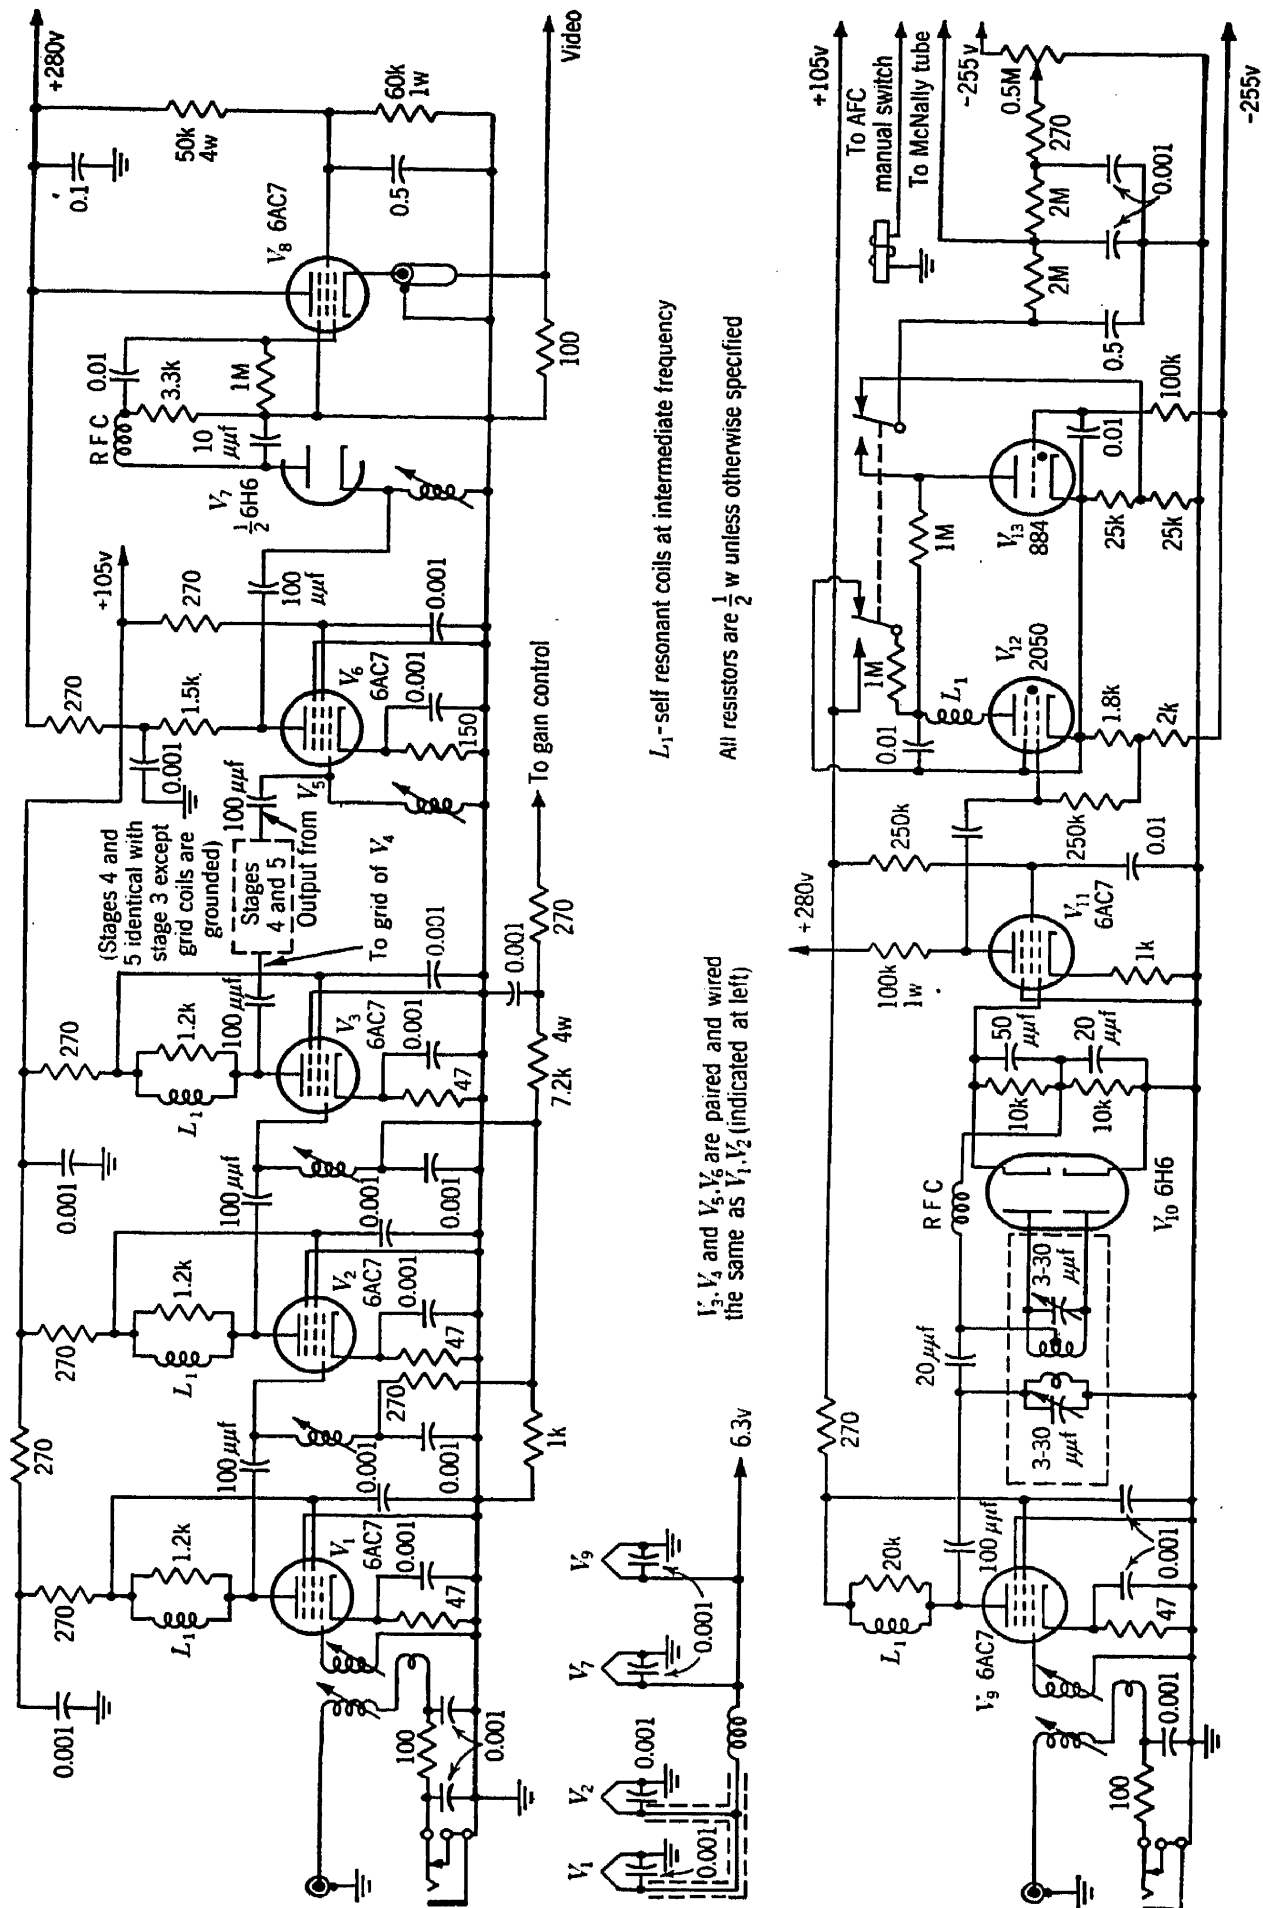 +280v
0.1
50k
4w
60k
1w
0.5
V8 6AC7
Video
100
0.01
3.3k
1M
RFC
10
μμf
V7
½6H6
+105v
270
100
μμf
0.001
270
1.5k
0.001
V6
6AC7
0.001
150
100μμf
(Stages 4 and
5 identical with
stage 3 except
grid coils are
grounded)
Stages
4 and 5
Output from V5
To grid of V4
To gain control
270
0.001
270
1.2k
L1
100μμf
V3
6AC7
0.001
0.001
47
4w
7.2k
0.001
100μμf
0.001
0.001
270
1.2k
L1
V2
6AC7
0.001
47
270
270
100μμf
0.001
0.001
1k
270
1.2k
L1
V1
6AC7
0.001
47
0.001
100
0.001
L1-self resonant coils at intermediate frequency
All resistors are ½ w unless otherwise specified
V3,V4 and V5,V6 are paired and wired
the same as V1,V2 (indicated at left)
6.3v
V1
V2
V7
V9
0.001
0.001
0.001
+105v
To AFC
manual switch
To McNally tube
-255v
0.5M
270
2M
2M
0.001
0.5
-255v
100k
0.01
25k
25k
V13
884
1M
1M
L1
0.01
V12
2050
1.8k
2k
250k
250k
0.01
+280v
100k
1w
V11
6AC7
1k
50
μμf
20
μμf
10k
10k
RFC
V10 6H6
20μμf
3-30
μμf
3-30
μμf
270
20k
L1
100μμf
V9 6AC7
0.001
47
0.001
100